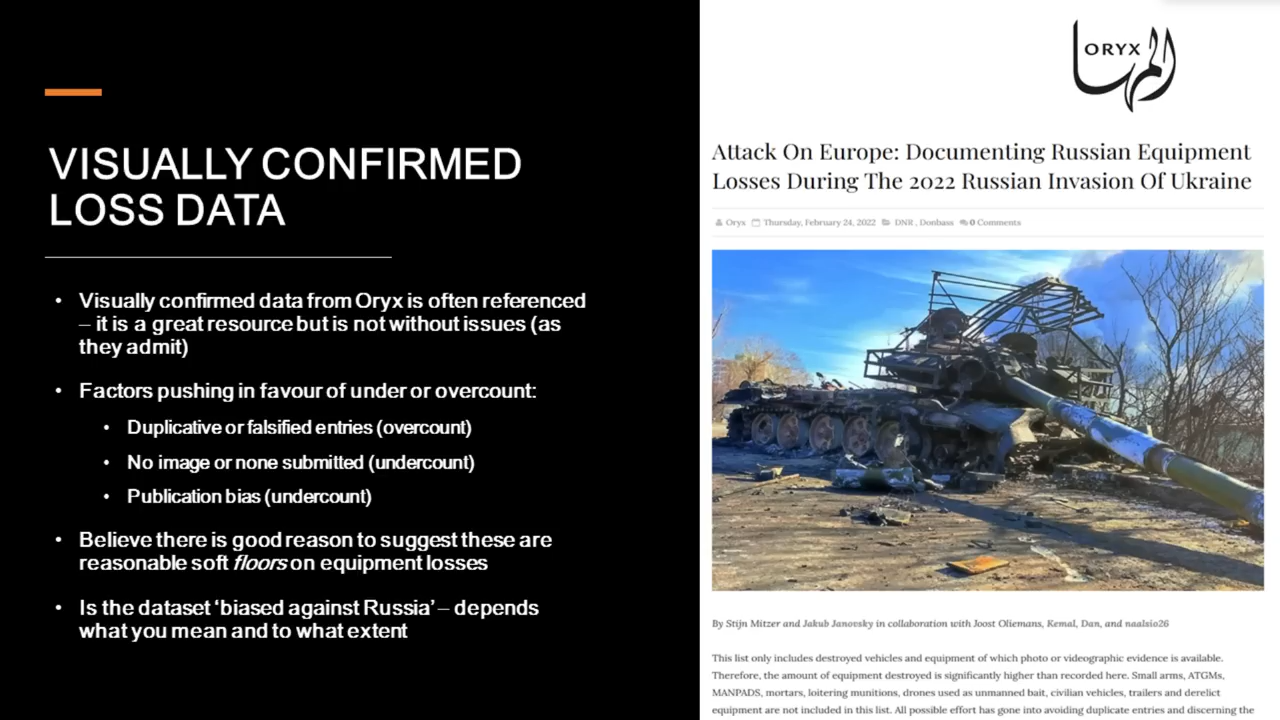 VISUALLY CONFIRMED
LOSS DATA
• Visually confirmed data from Oryx is often referenced
– it is a great resource but is not without issues (as
they admit)
• Factors pushing in favour of under or overcount:
• Duplicative or falsified entries (overcount)
• No image or none submitted (undercount)
• Publication bias (undercount)
• Believe there is good reason to suggest these are
reasonable soft floors on equipment losses
• Is the dataset ‘biased against Russia’ – depends
what you mean and to what extent
ORYX
المها
Attack On Europe: Documenting Russian Equipment
Losses During The 2022 Russian Invasion Of Ukraine
Oryx Thursday, February 24, 2022 DNR , Donbass 0 Comments
By Stijn Mitzer and Jakub Janovsky in collaboration with Joost Oliemans, Kemal, Dan, and naalsio26
This list only includes destroyed vehicles and equipment of which photo or videographic evidence is available.
Therefore, the amount of equipment destroyed is significantly higher than recorded here. Small arms, ATGMs,
MANPADS, mortars, loitering munitions, drones used as unmanned bait, civilian vehicles, trailers and derelict
equipment are not included in this list. All possible effort has gone into avoiding duplicate entries and discerning the